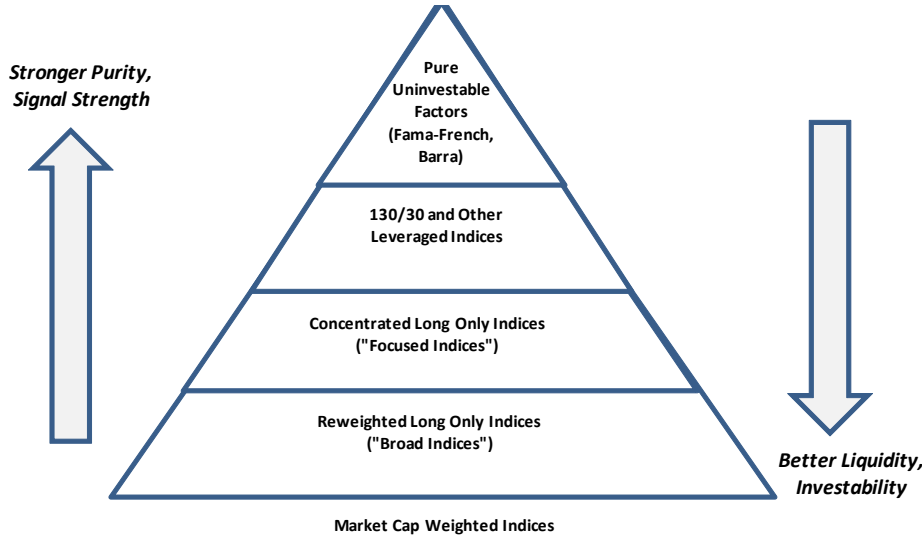 Stronger Purity,
Signal Strength
Pure
Uninvestable
Factors
(Fama-French,
Barra)
130/30 and Other
Leveraged Indices
Concentrated Long Only Indices
("Focused Indices")
Reweighted Long Only Indices
("Broad Indices")
Better Liquidity,
Investability
Market Cap Weighted Indices